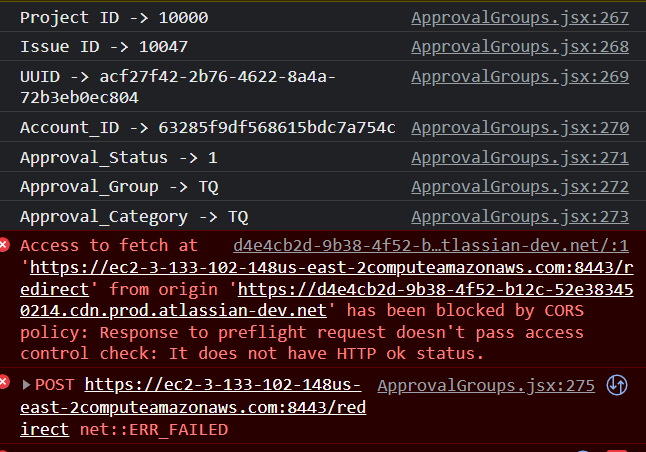 Project ID -> 10000 ApprovalGroups.jsx:267
Issue ID -> 10047 ApprovalGroups.jsx:268
UUID -> acf27f42-2b76-4622-8a4a- ApprovalGroups.jsx:269
72b3eb0ec804
Account_ID -> 63285f9df568615bdc7a754c ApprovalGroups.jsx:270
Approval_Status -> 1 ApprovalGroups.jsx:271
Approval_Group -> TQ ApprovalGroups.jsx:272
Approval_Category -> TQ ApprovalGroups.jsx:273
Access to fetch at d4e4cb2d-9b38-4f52-b…tlassian-dev.net/:1
'https://ec2-3-133-102-148us-east-2computeamazonaws.com:8443/r
edirect' from origin 'https://d4e4cb2d-9b38-4f52-b12c-52e38345
0214.cdn.prod.atlassian-dev.net' has been blocked by CORS
policy: Response to preflight request doesn't pass access
control check: It does not have HTTP ok status.
POST https://ec2-3-133-102-148us- ApprovalGroups.jsx:275
east-2computeamazonaws.com:8443/red
irect net::ERR_FAILED